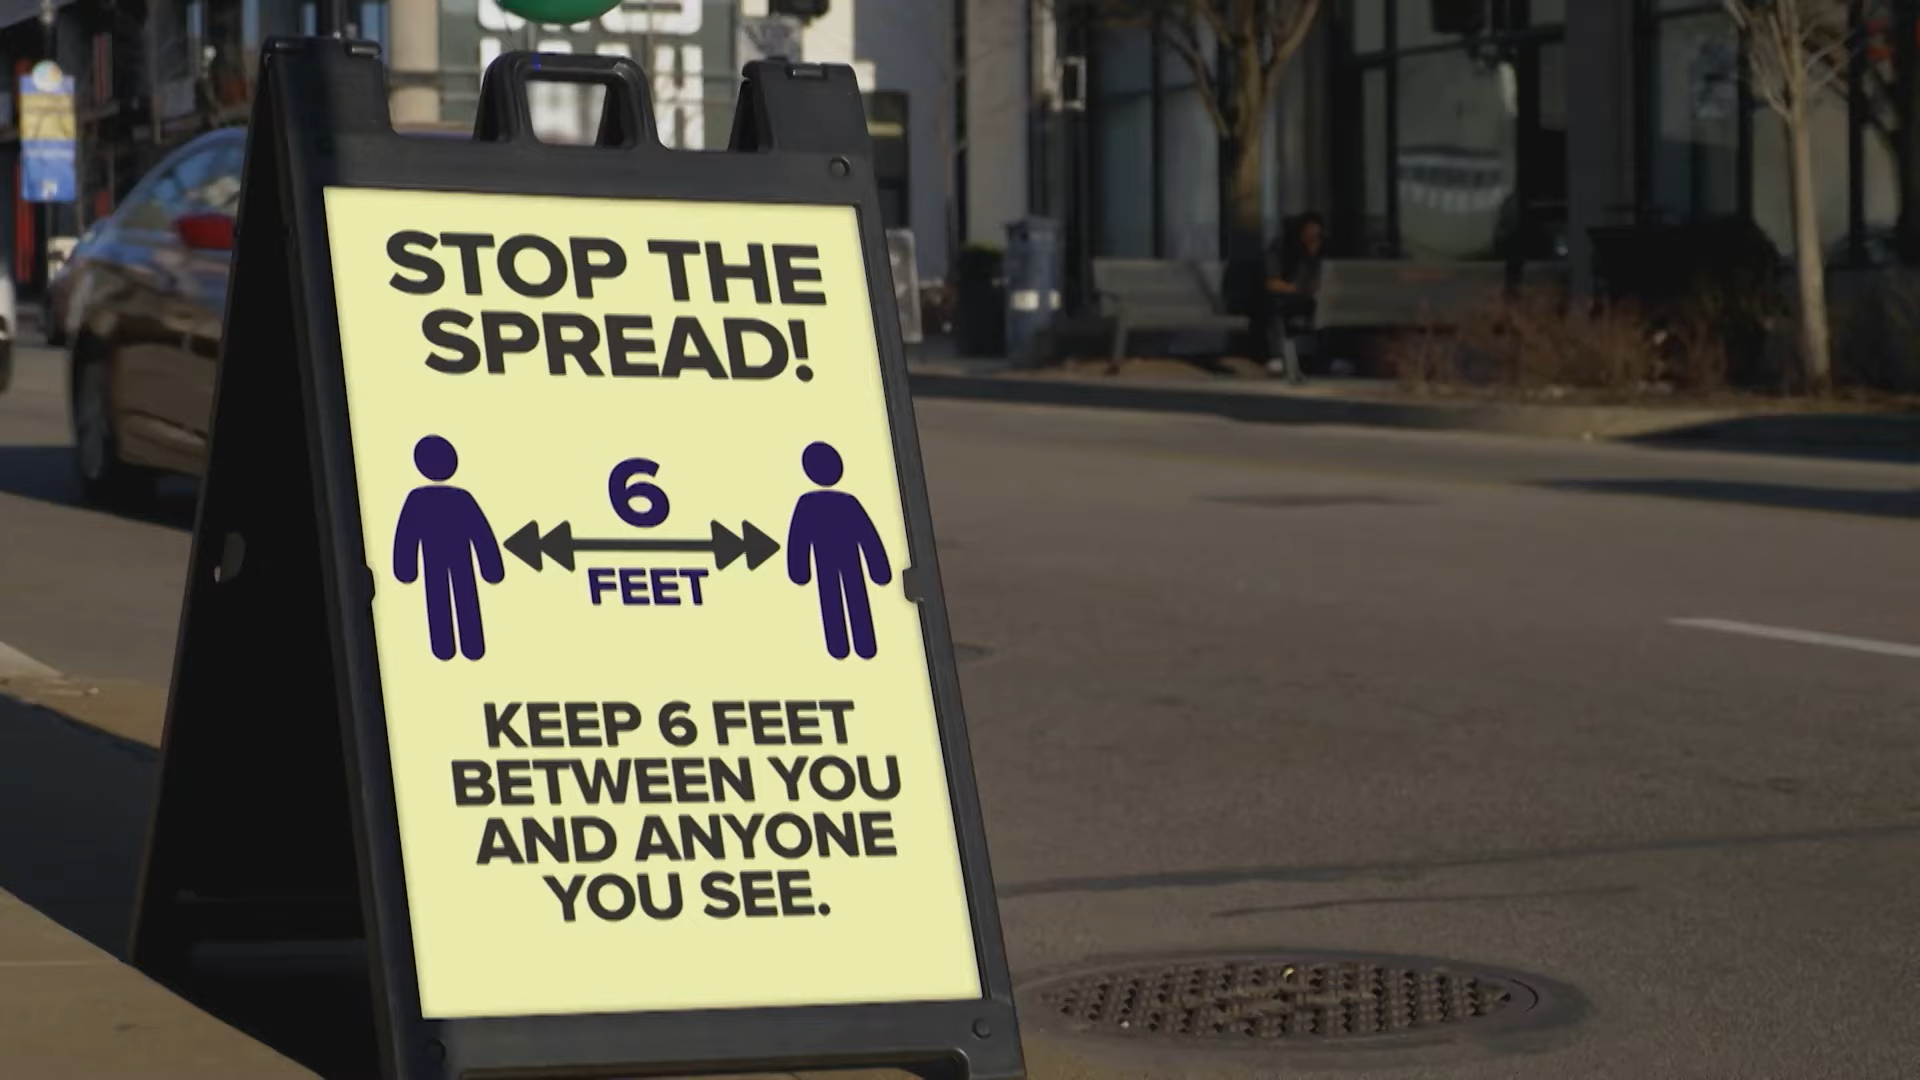 STOP THE
SPREAD!
6
FEET
KEEP 6 FEET
BETWEEN YOU
AND ANYONE
YOU SEE.